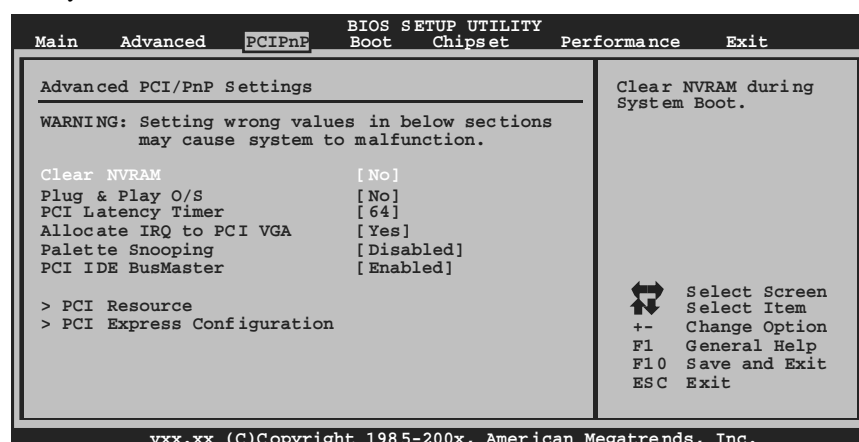 BIOS SETUP UTILITY
Main Advanced PCIPnP Boot Chipset Performance Exit
Advanced PCI/PnP Settings
WARNING: Setting wrong values in below sections
may cause system to malfunction.
Clear NVRAM [No]
Plug & Play O/S [No]
PCI Latency Timer [64]
Allocate IRQ to PCI VGA [Yes]
Palette Snooping [Disabled]
PCI IDE BusMaster [Enabled]
> PCI Resource
> PCI Express Configuration
Clear NVRAM during
System Boot.
Select Screen
Select Item
+- Change Option
F1 General Help
F10 Save and Exit
ESC Exit
vxx.xx (C)Copyright 1985-200x, American Megatrends, Inc.